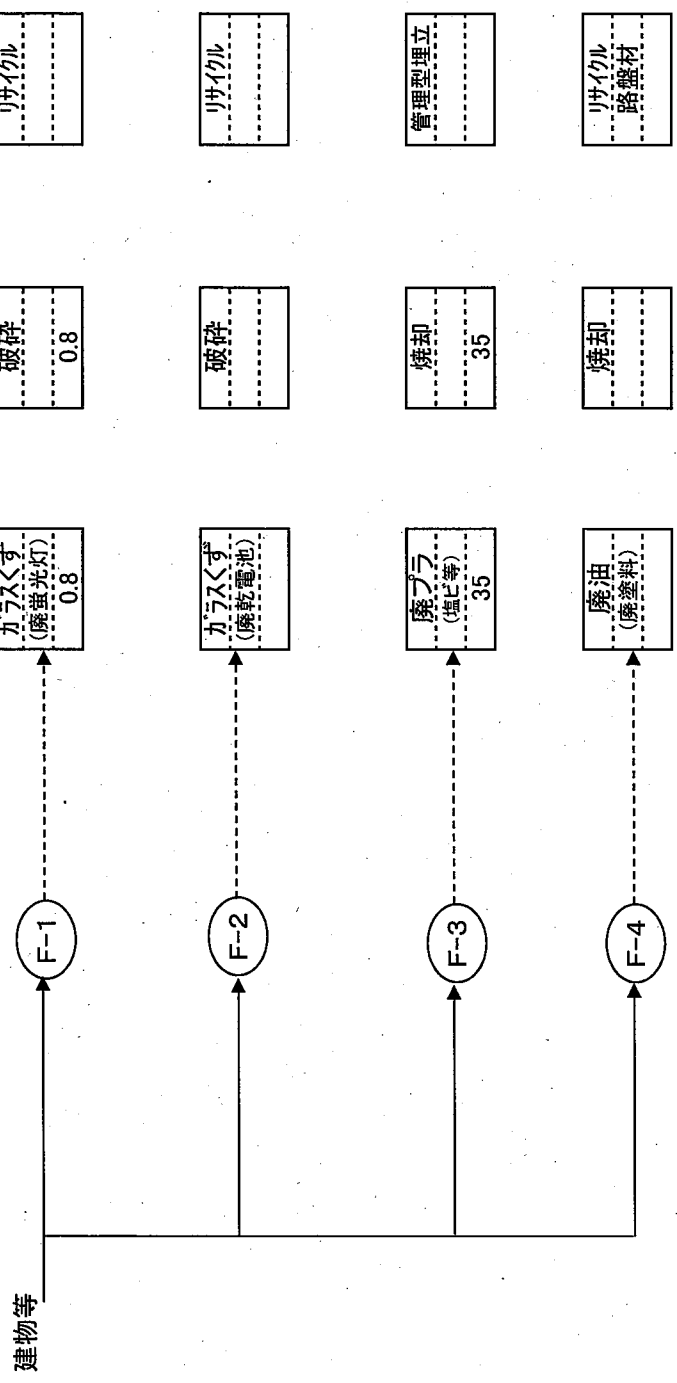 建物等
F-1
ガラスくず
(廃蛍光灯)
0.8
破砕
0.8
リサイクル
F-2
ガラスくず
(廃乾電池)
破砕
リサイクル
F-3
廃プラ
(塩ビ等)
35
焼却
35
管理型埋立
F-4
廃油
(廃塗料)
焼却
リサイクル
路盤材